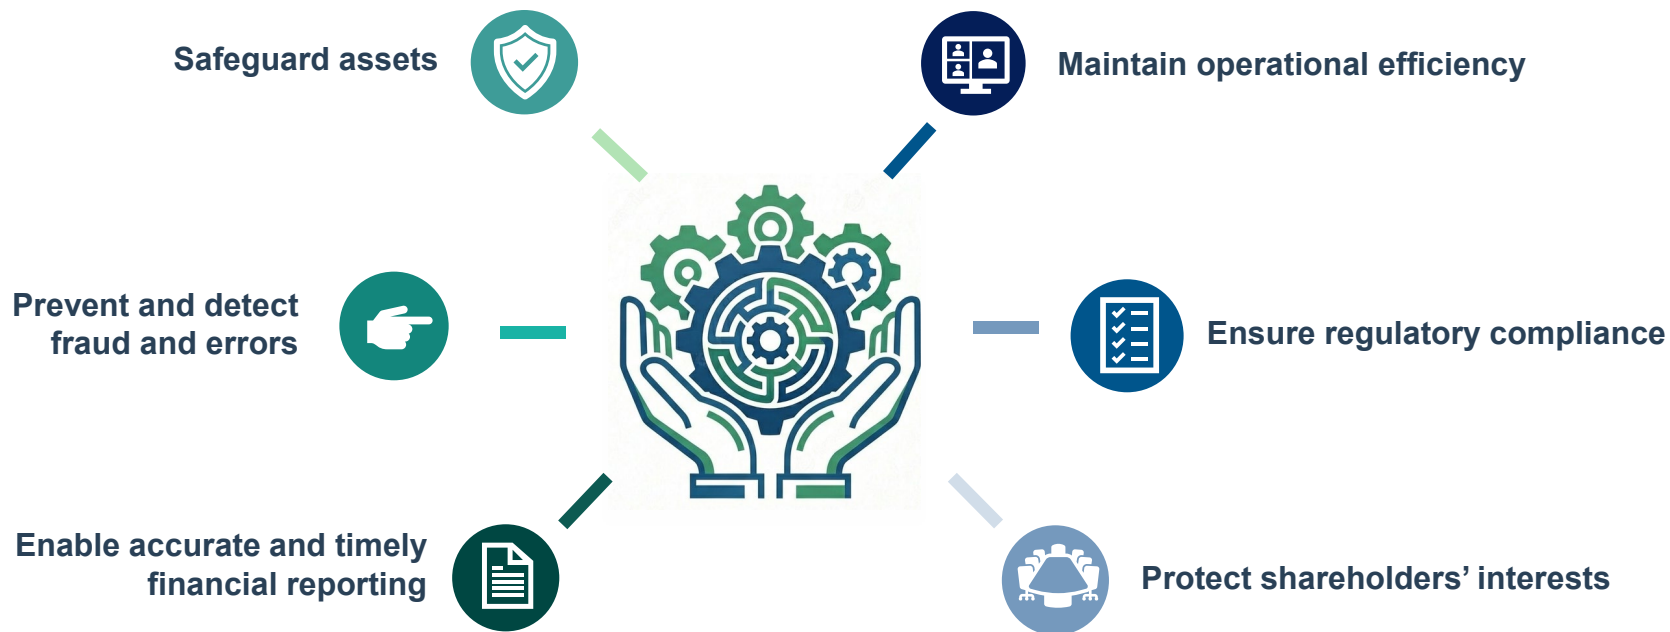 Safeguard assets
Maintain operational efficiency
Prevent and detect
fraud and errors
Ensure regulatory compliance
Enable accurate and timely
financial reporting
Protect shareholders’ interests